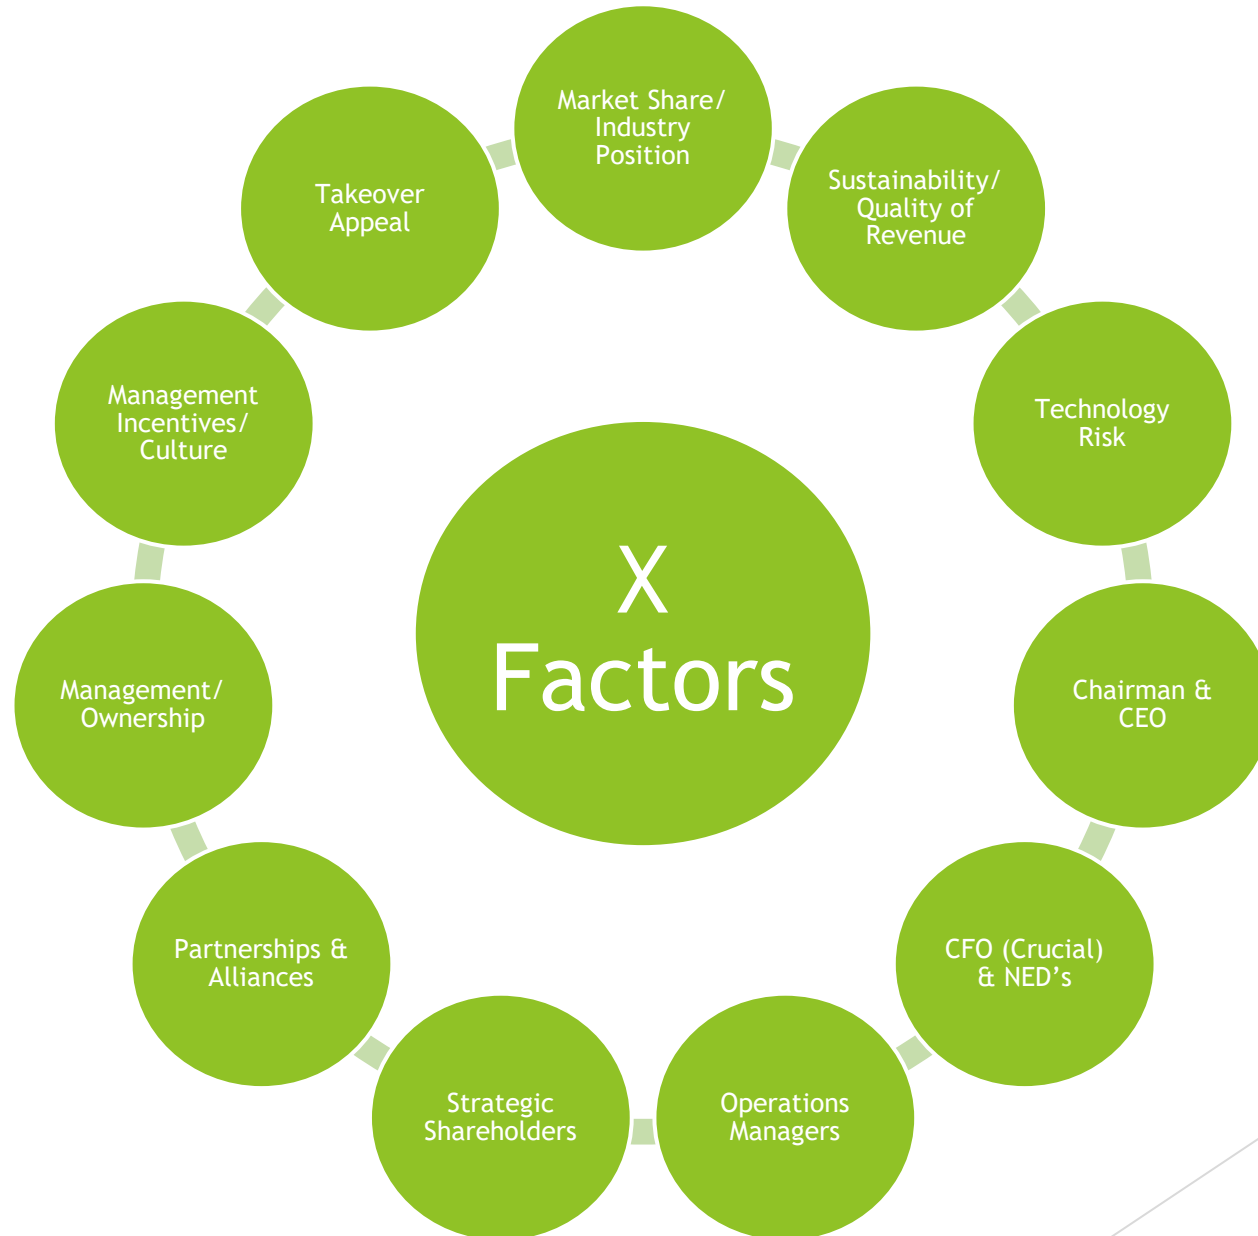 Market Share/
Industry
Position
Sustainability/
Quality of
Revenue
Technology
Risk
Chairman &
CEO
CFO (Crucial)
& NED’s
Operations
Managers
Strategic
Shareholders
Partnerships &
Alliances
Management/
Ownership
Management
Incentives/
Culture
Takeover
Appeal
X
Factors